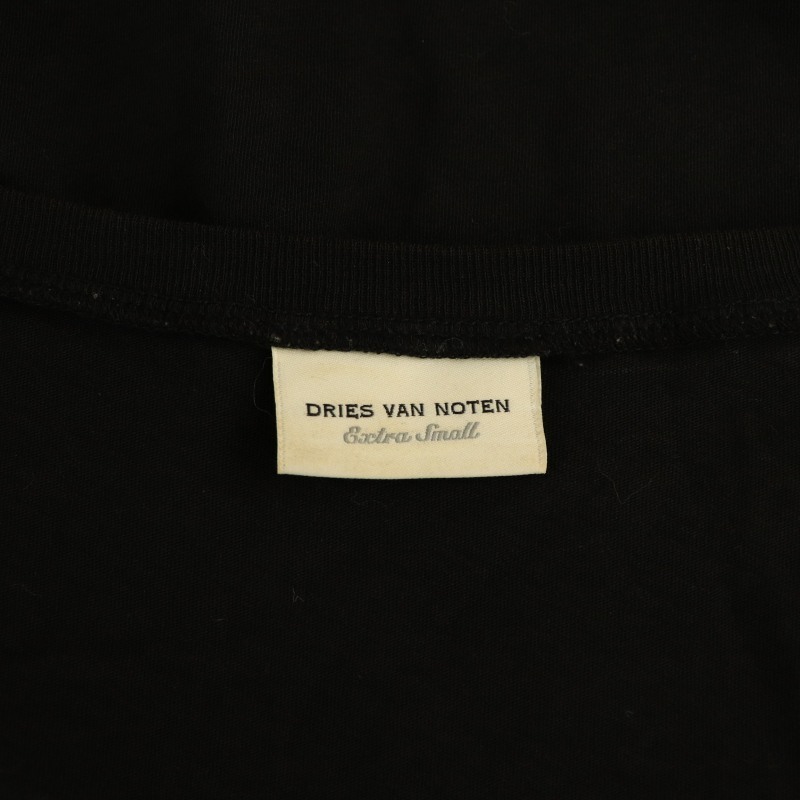 DRIES VAN NOTEN
Extra Small